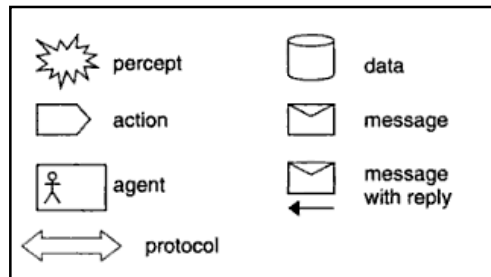 percept
data
action
message
agent
message
with reply
protocol